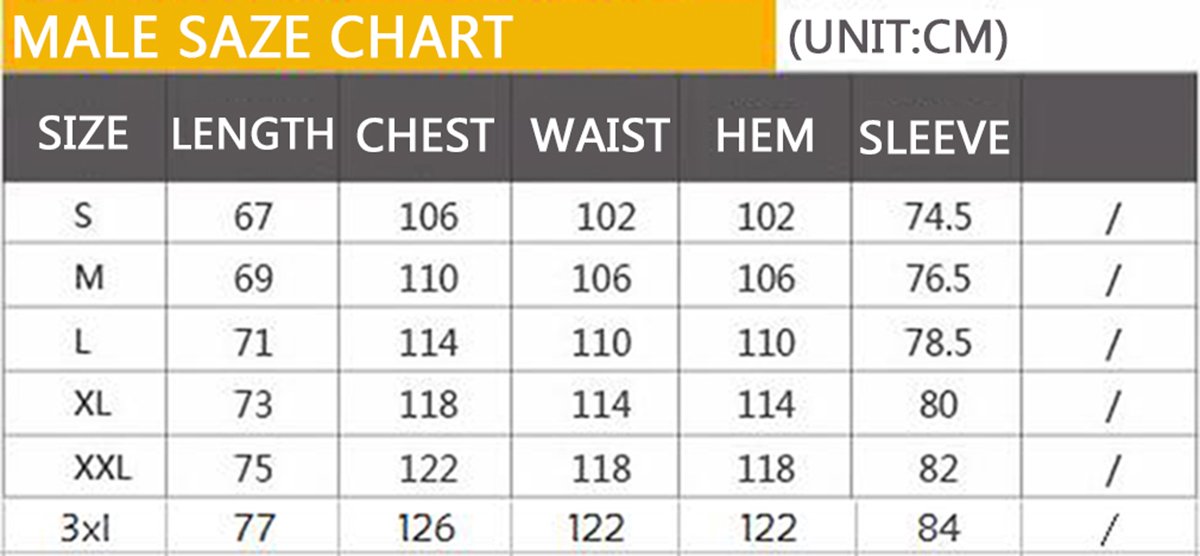 MALE SAZE CHART (UNIT:CM)
SIZE LENGTH CHEST WAIST HEM SLEEVE
S 67 106 102 102 74.5 /
M 69 110 106 106 76.5 /
L 71 114 110 110 78.5 /
XL 73 118 114 114 80 /
XXL 75 122 118 118 82 /
3xl 77 126 122 122 84 /